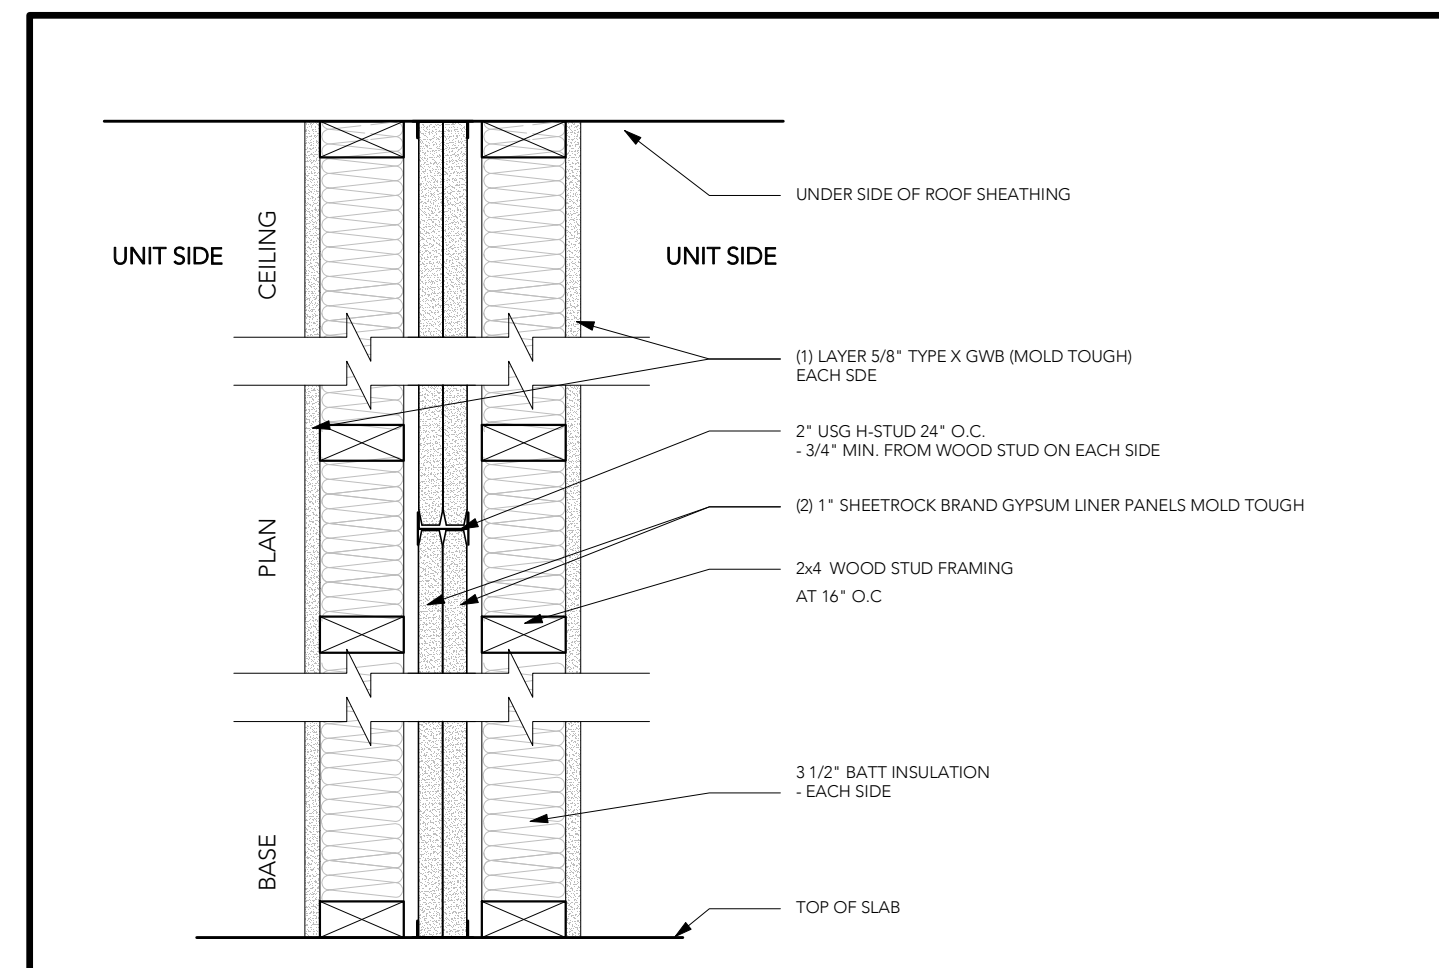 UNDER SIDE OF ROOF SHEATHING
CEILING
UNIT SIDE
UNIT SIDE
(1) LAYER 5/8" TYPE X GWB (MOLD TOUGH)
EACH SDE
2" USG H-STUD 24" O.C.
- 3/4" MIN. FROM WOOD STUD ON EACH SIDE
(2) 1" SHEETROCK BRAND GYPSUM LINER PANELS MOLD TOUGH
PLAN
2x4 WOOD STUD FRAMING
AT 16" O.C
3 1/2" BATT INSULATION
- EACH SIDE
BASE
TOP OF SLAB